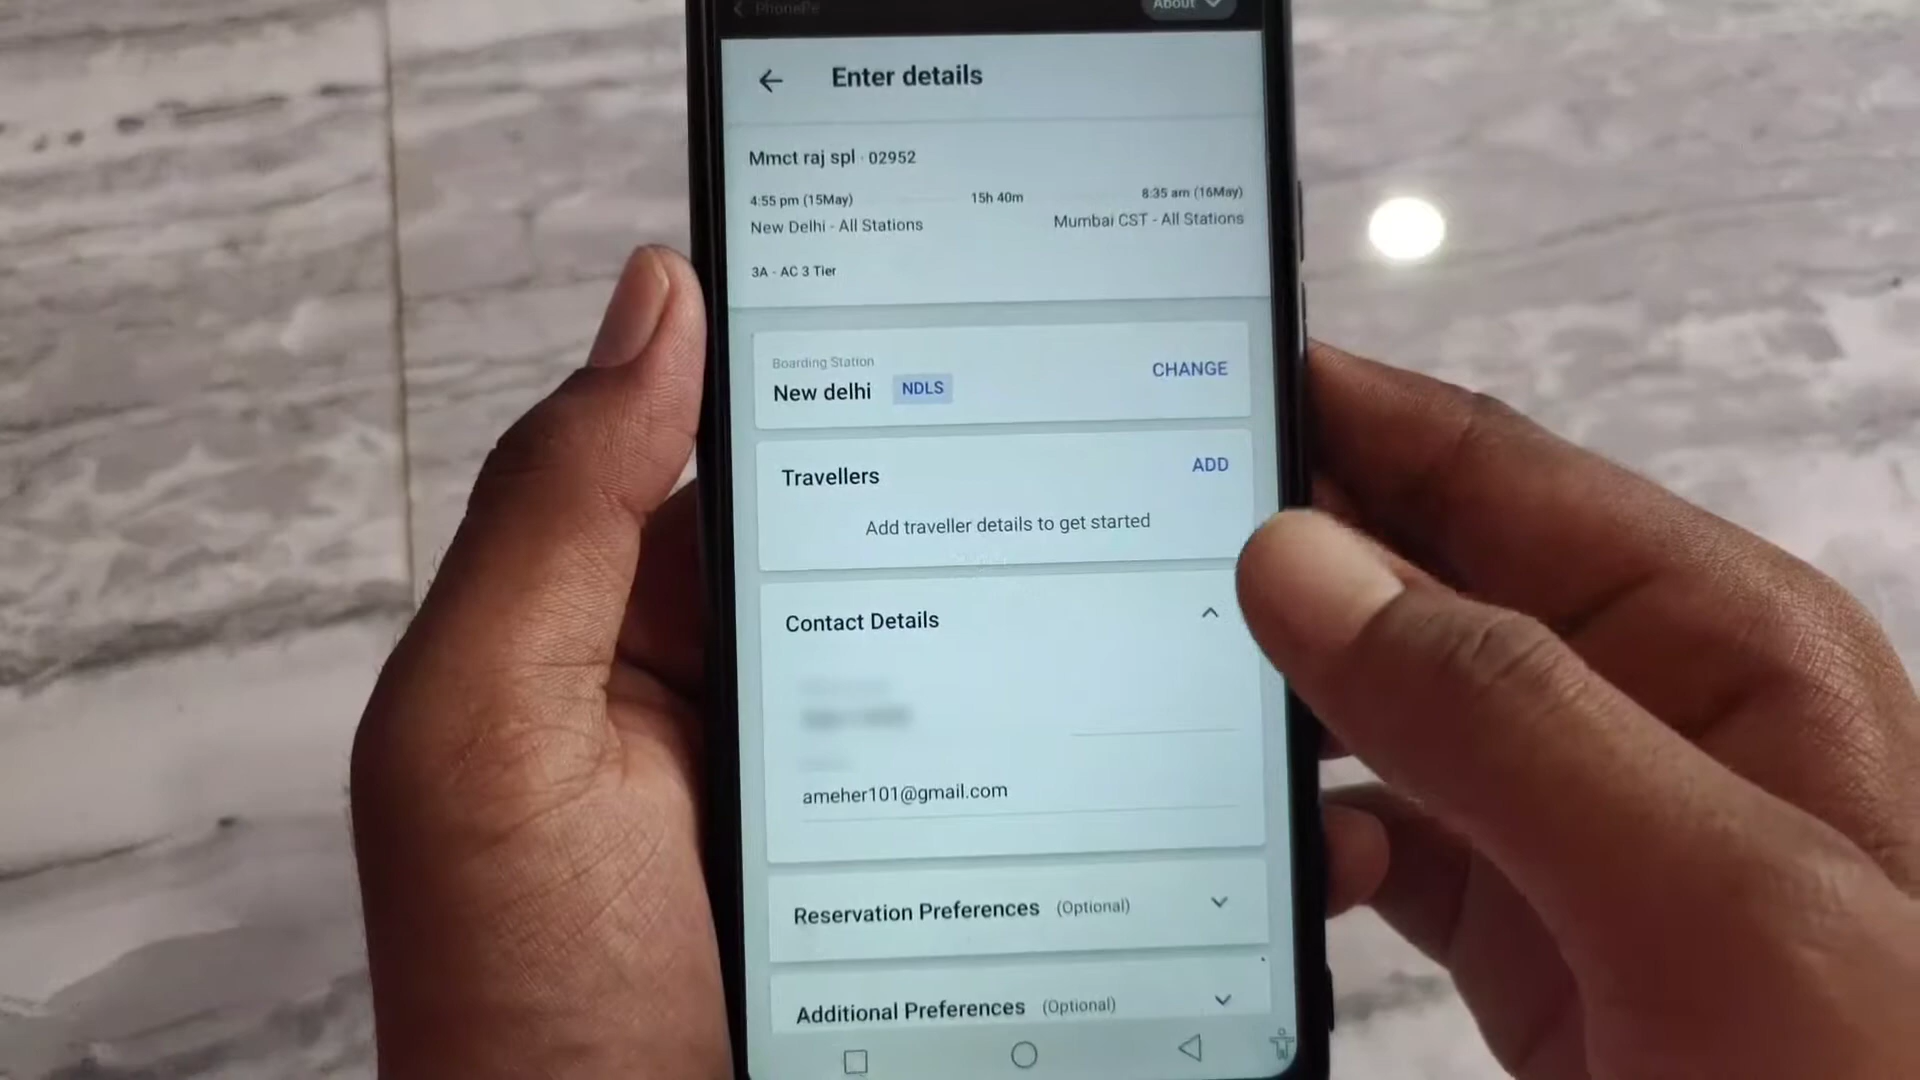 PhonePe
About
Enter details
Mmct raj spl · 02952
4:55 pm (15May)
15h 40m
8:35 am (16May)
New Delhi - All Stations
Mumbai CST - All Stations
3A - AC 3 Tier
Boarding Station
New delhi NDLS
CHANGE
Travellers
ADD
Add traveller details to get started
Contact Details
ameher101@gmail.com
Reservation Preferences (Optional)
Additional Preferences (Optional)